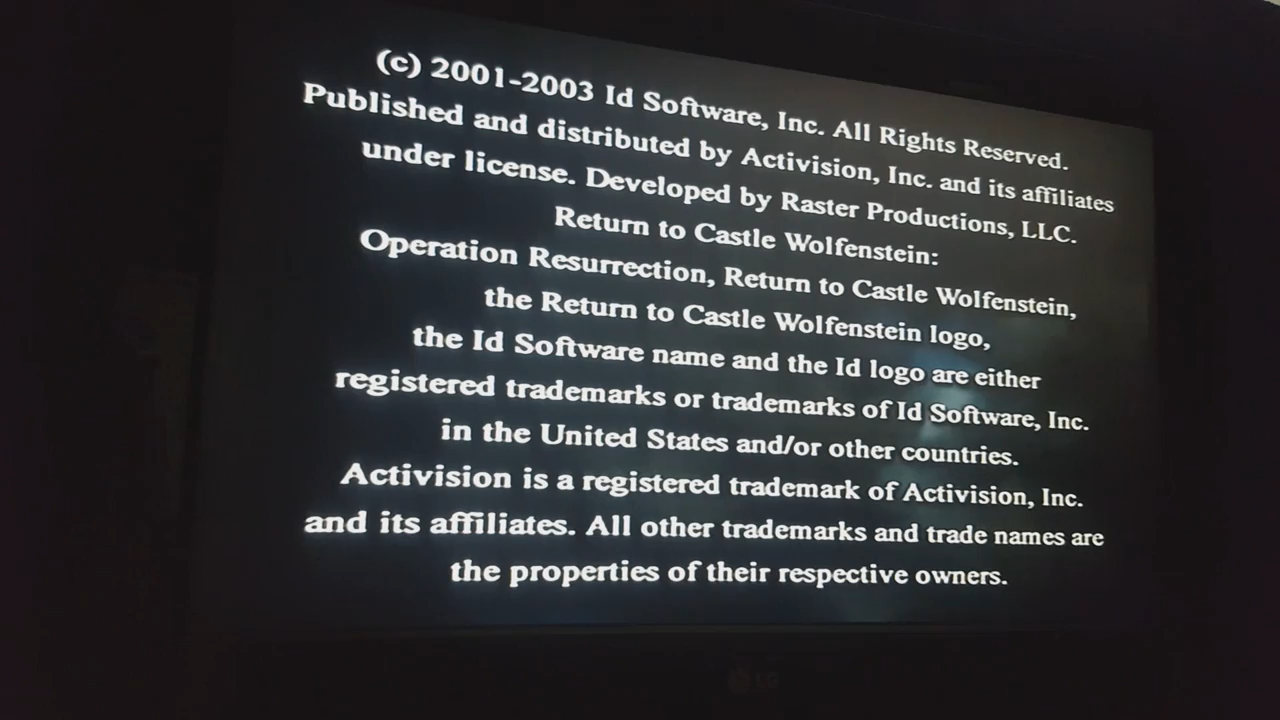 (c) 2001-2003 Id Software, Inc. All Rights Reserved.
Published and distributed by Activision, Inc. and its affiliates
under license. Developed by Raster Productions, LLC.
Return to Castle Wolfenstein:
Operation Resurrection, Return to Castle Wolfenstein,
the Return to Castle Wolfenstein logo,
the Id Software name and the Id logo are either
registered trademarks or trademarks of Id Software, Inc.
in the United States and/or other countries.
Activision is a registered trademark of Activision, Inc.
and its affiliates. All other trademarks and trade names are
the properties of their respective owners.
LG